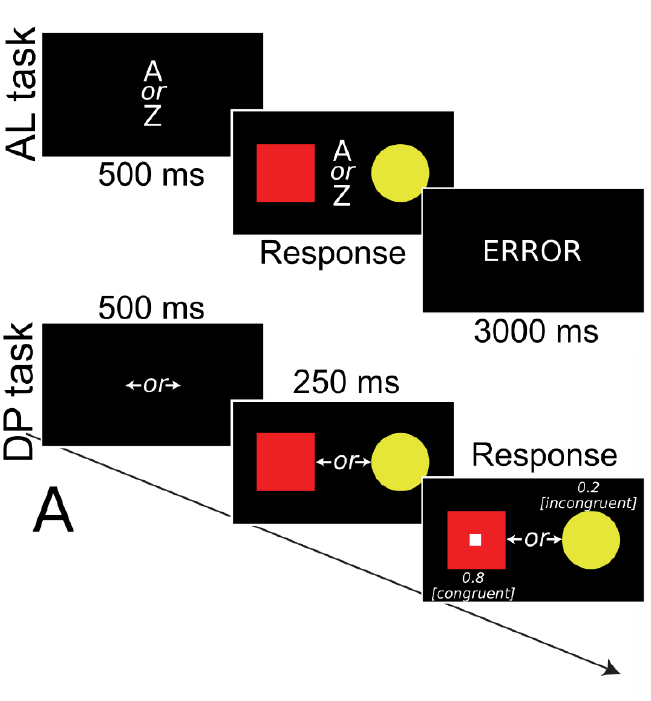 AL task
A
or
Z
500 ms
A
or
Z
Response
ERROR
3000 ms
DP task
500 ms
←or→
250 ms
←or→
Response
0.2
[incongruent]
←or→
0.8
[congruent]
A